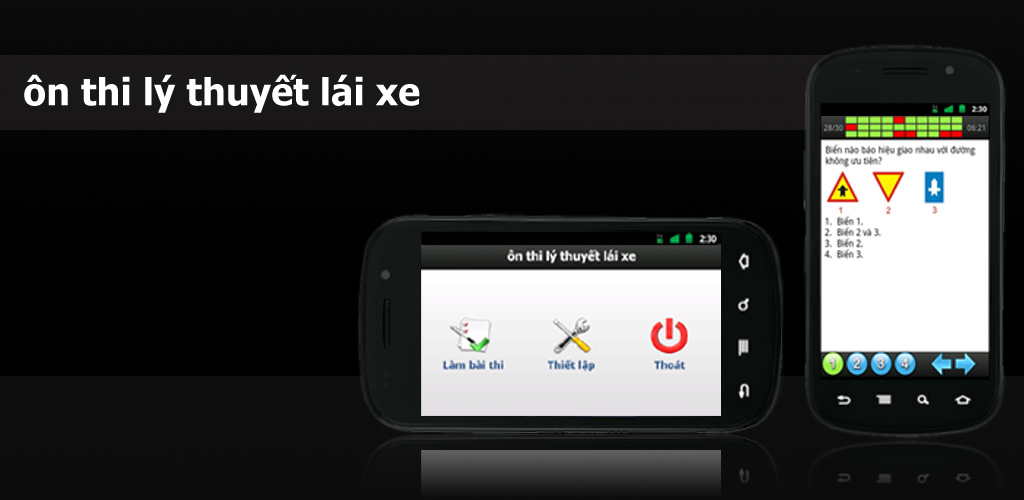 ôn thi lý thuyết lái xe
2:30
ôn thi lý thuyết lái xe
Làm bài thi
Thiết lập
Thoát
2:30
28/30
06:21
Biển nào báo hiệu giao nhau với đường
không ưu tiên?
1
2
3
1. Biển 1.
2. Biển 2 và 3.
3. Biển 2.
4. Biển 3.
1
2
3
4